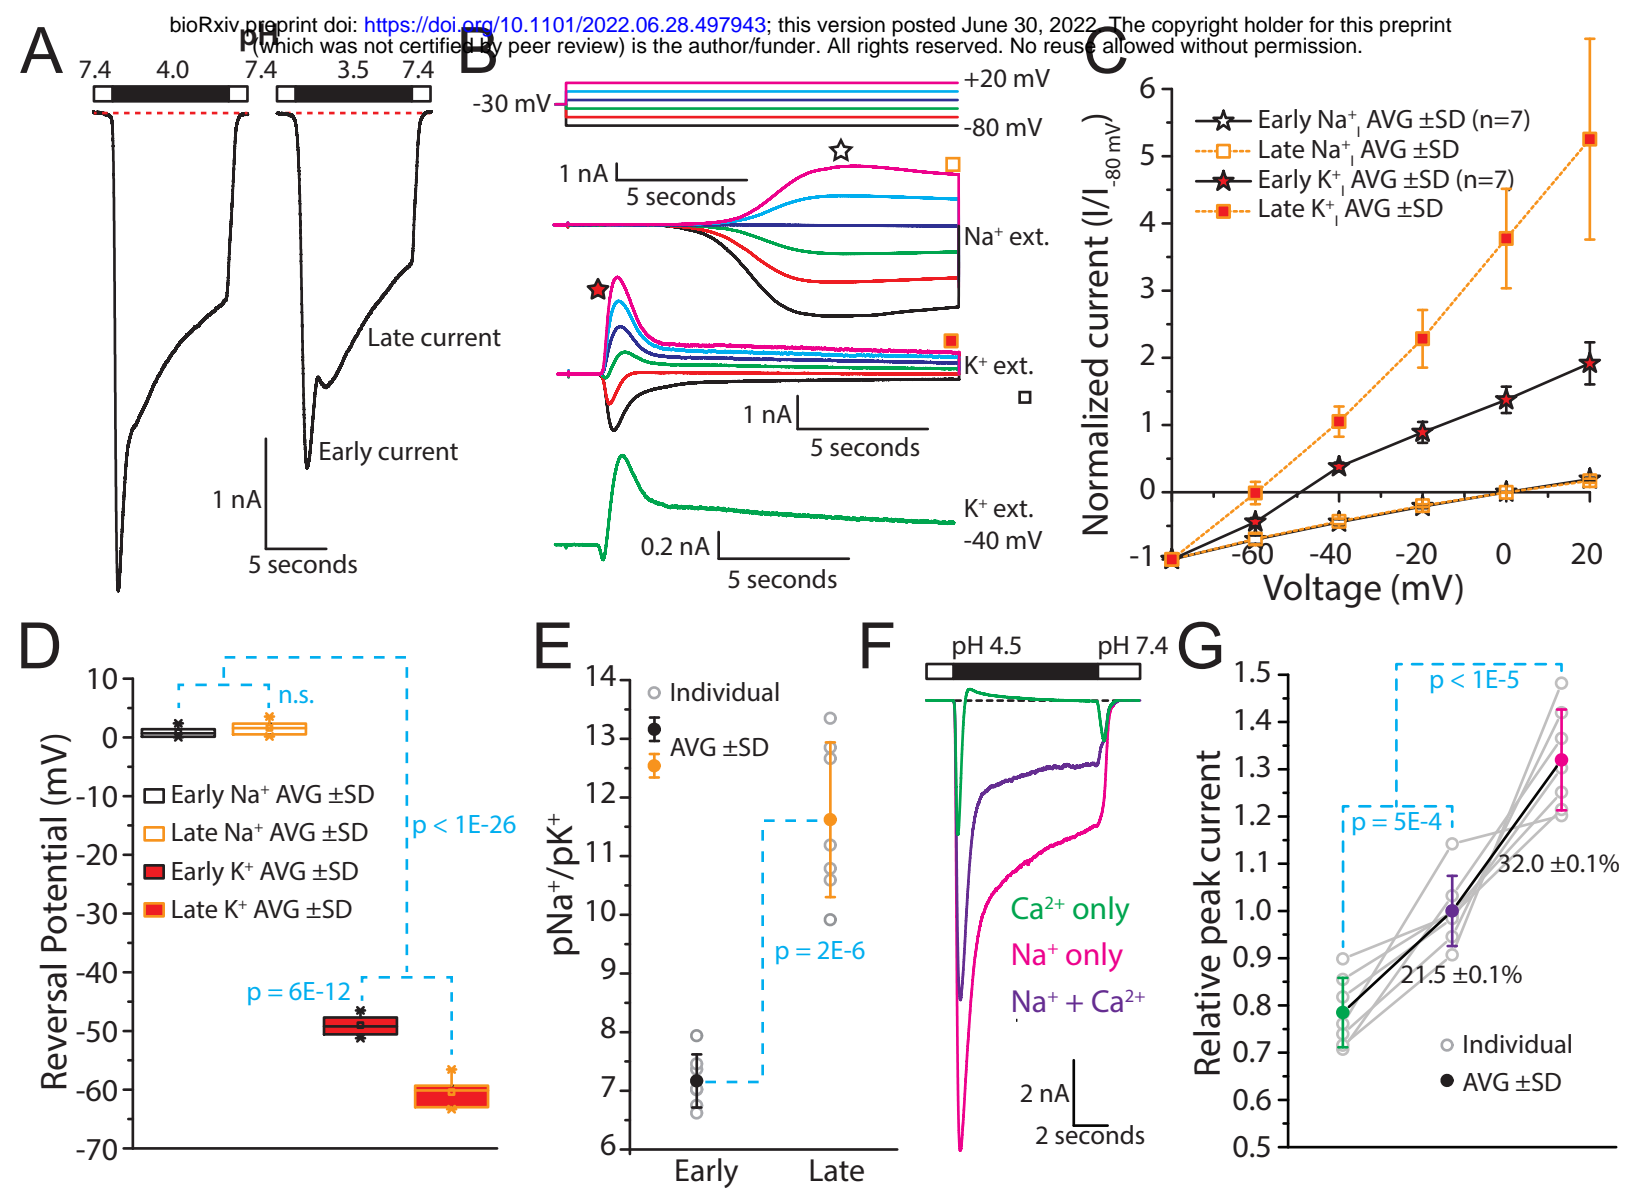 bioRxiv preprint doi: https://doi.org/10.1101/2022.06.28.497943; this version posted June 30, 2022. The copyright holder for this preprint
(which was not certified by peer review) is the author/funder. All rights reserved. No reuse allowed without permission.
A
pH
7.4 4.0 7.4 3.5 7.4
Late current
Early current
1 nA
5 seconds
B
-30 mV
+20 mV
-80 mV
1 nA
5 seconds
Na⁺ ext.
K⁺ ext.
1 nA
5 seconds
K⁺ ext.
-40 mV
0.2 nA
5 seconds
C
Normalized current (I/I-80 mV)
6
5
4
3
2
1
0
-1
Early Na⁺I AVG ±SD (n=7)
Late Na⁺I AVG ±SD
Early K⁺I AVG ±SD (n=7)
Late K⁺I AVG ±SD
-60 -40 -20 0 20
Voltage (mV)
D
Reversal Potential (mV)
10
0
-10
-20
-30
-40
-50
-60
-70
n.s.
Early Na⁺ AVG ±SD
Late Na⁺ AVG ±SD
Early K⁺ AVG ±SD
Late K⁺ AVG ±SD
p < 1E-26
p = 6E-12
E
pNa⁺/pK⁺
14
13
12
11
10
9
8
7
6
Individual
AVG ±SD
p = 2E-6
Early Late
F
pH 4.5 pH 7.4
Ca²⁺ only
Na⁺ only
Na⁺ + Ca²⁺
2 nA
2 seconds
G
Relative peak current
1.5
1.4
1.3
1.2
1.1
1.0
0.9
0.8
0.7
0.6
0.5
p < 1E-5
p = 5E-4
32.0 ±0.1%
21.5 ±0.1%
Individual
AVG ±SD